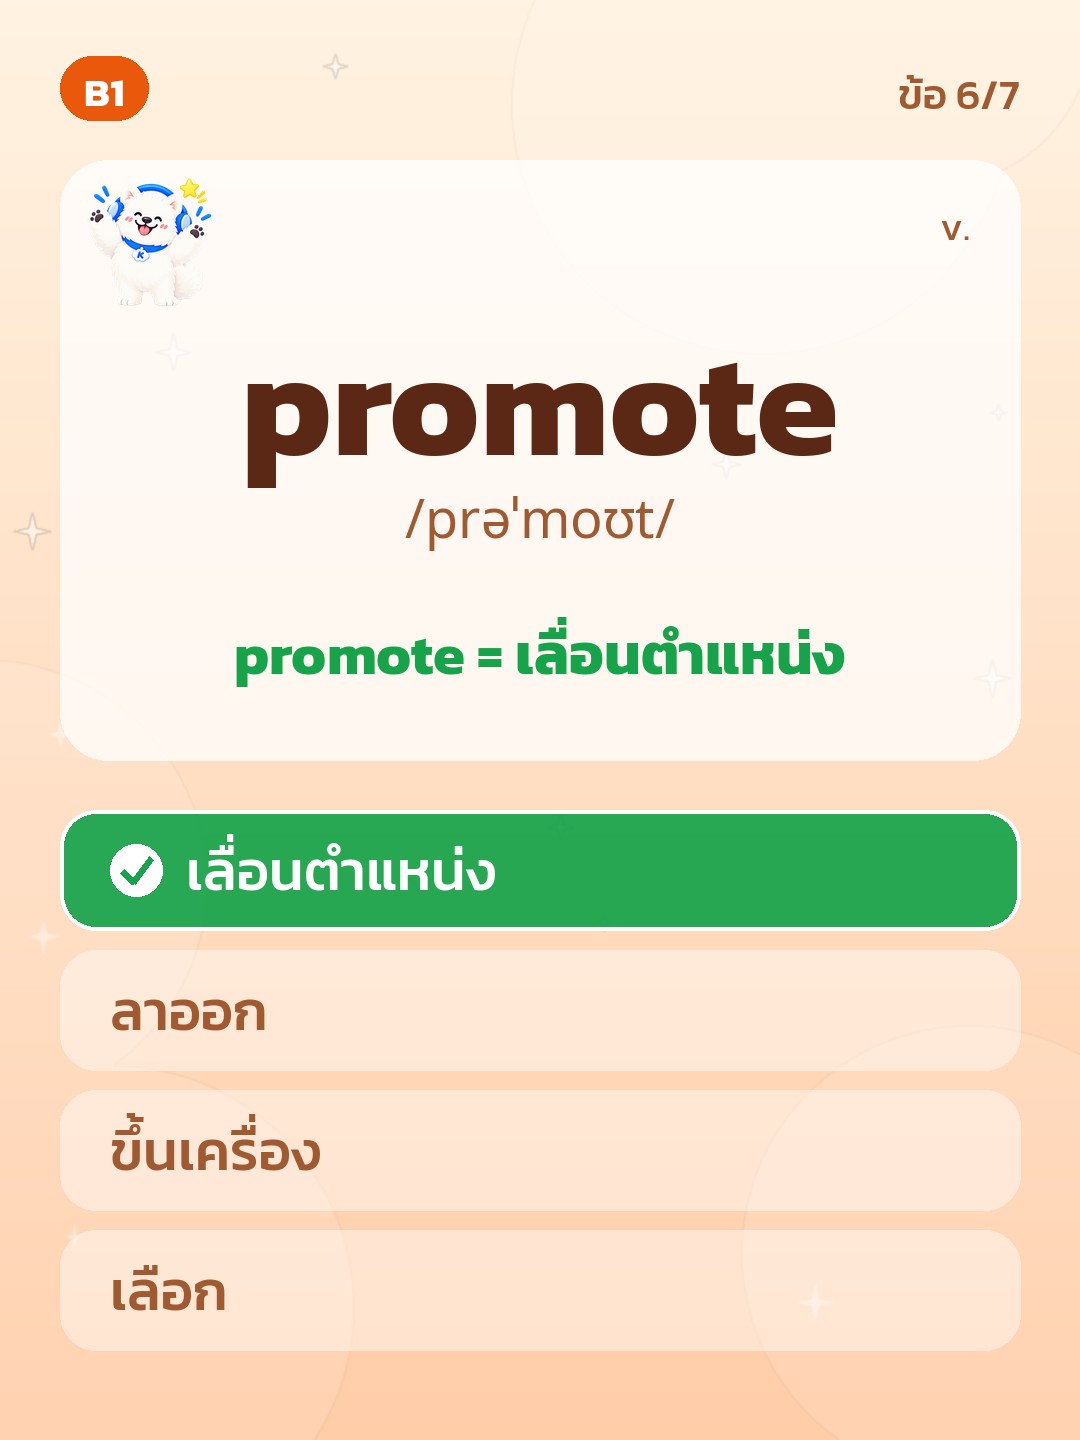 B1
ข้อ 6/7
K
v.
promote
/prəˈmoʊt/
promote = เลื่อนตำแหน่ง
เลื่อนตำแหน่ง
ลาออก
ขึ้นเครื่อง
เลือก